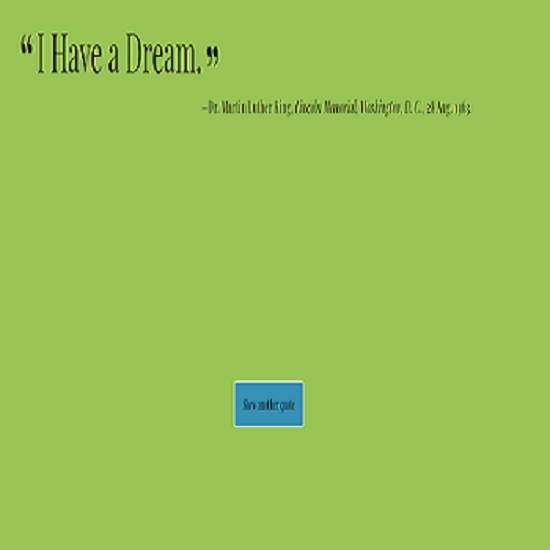 “ I Have a Dream. ”
– Dr. Martin Luther King, Lincoln Memorial, Washington, D. C., 28 Aug. 1963
Show another quote